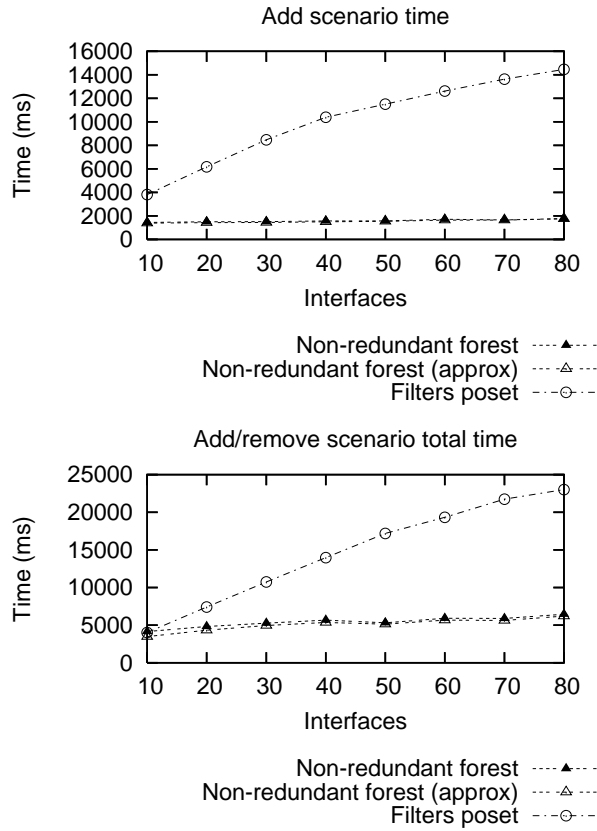 Add scenario time
16000
14000
12000
10000
8000
6000
4000
2000
0
Time (ms)
10 20 30 40 50 60 70 80
Interfaces
Non-redundant forest
Non-redundant forest (approx)
Filters poset
Add/remove scenario total time
25000
20000
15000
10000
5000
0
Time (ms)
10 20 30 40 50 60 70 80
Interfaces
Non-redundant forest
Non-redundant forest (approx)
Filters poset